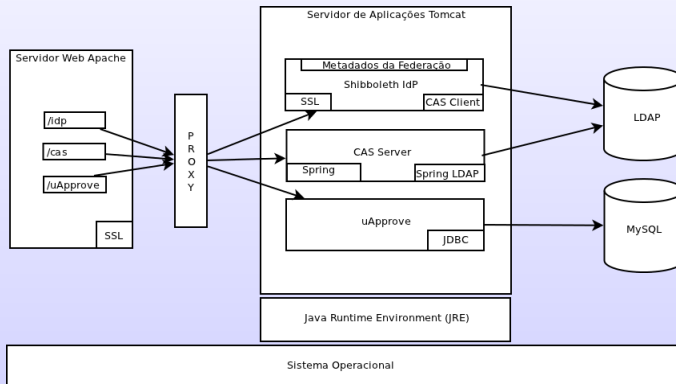 Servidor de Aplicações Tomcat
Servidor Web Apache
Metadados da Federação
Shibboleth IdP
SSL
CAS Client
LDAP
/idp
/cas
/uApprove
SSL
PROXY
CAS Server
Spring
Spring LDAP
uApprove
JDBC
MySQL
Java Runtime Environment (JRE)
Sistema Operacional